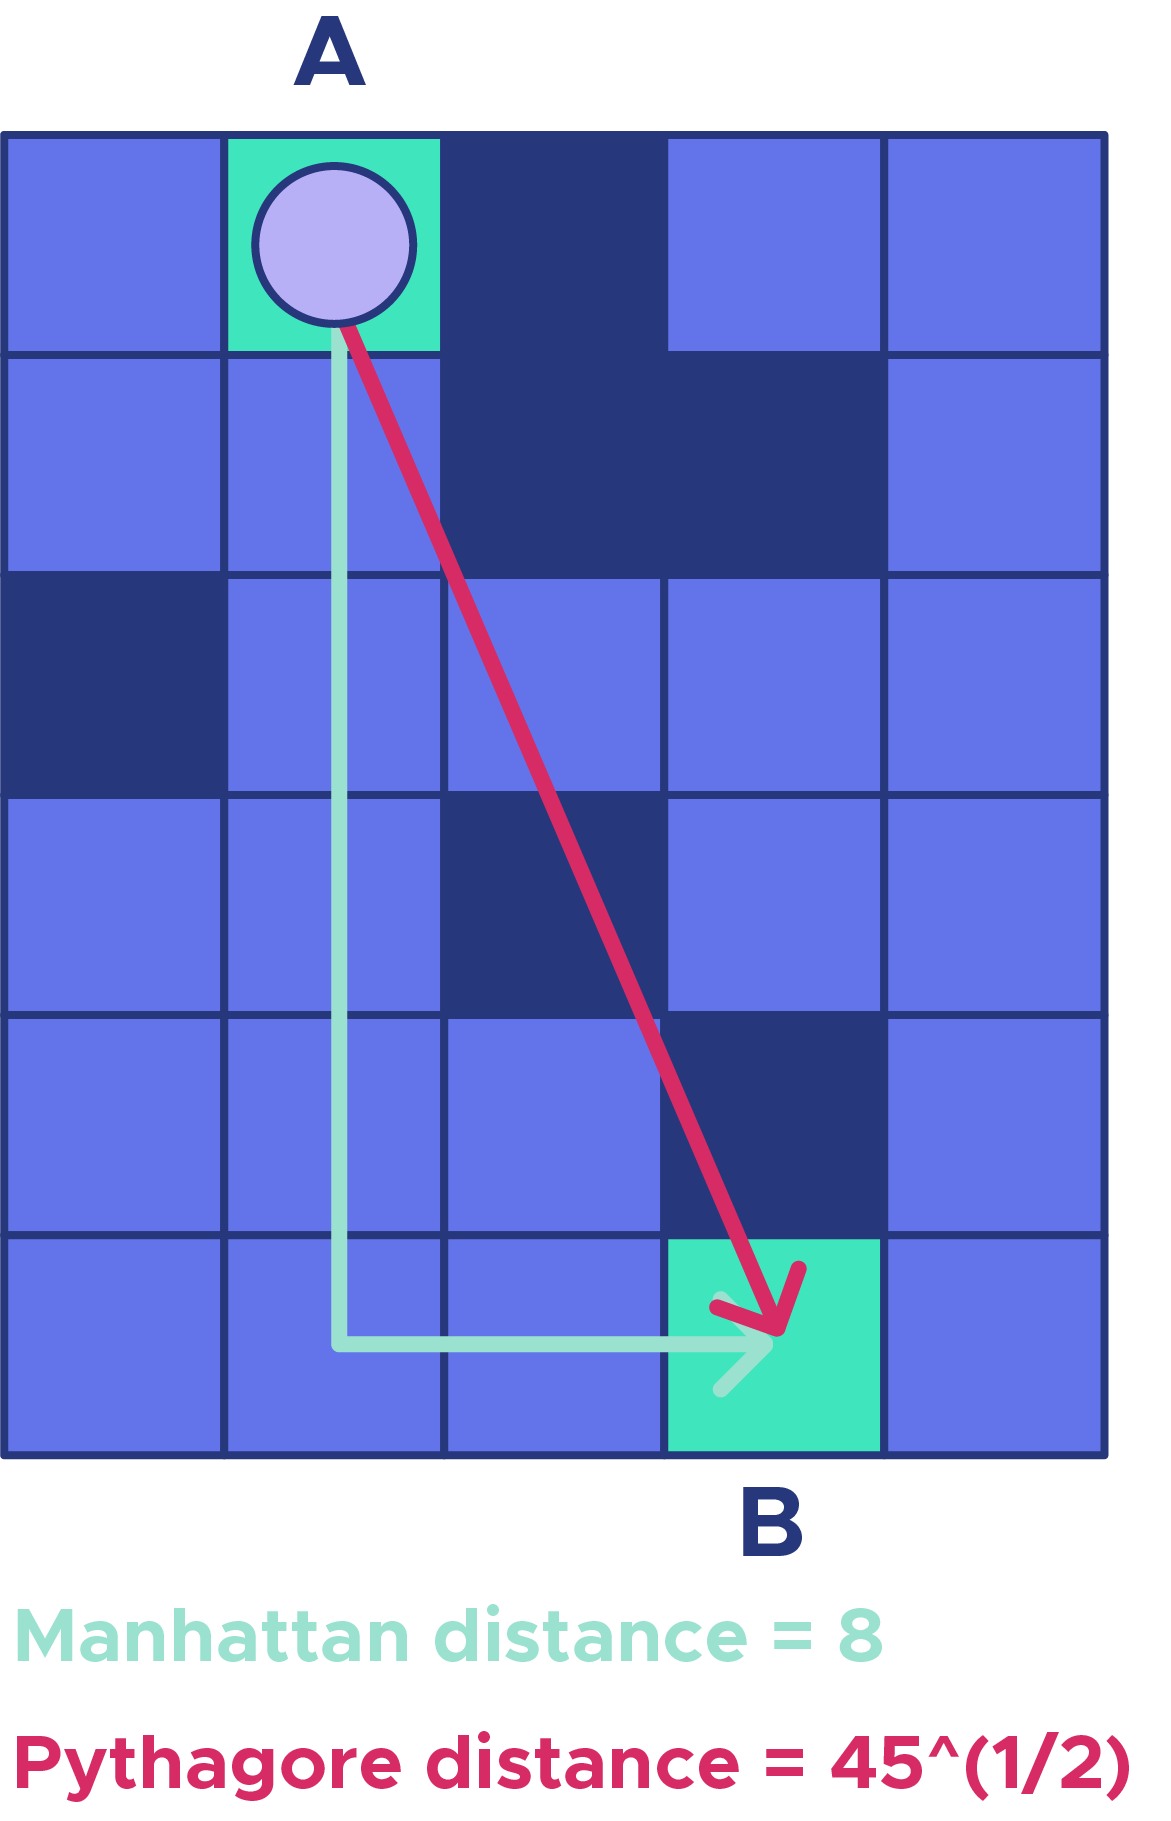 A
B
Manhattan distance = 8
Pythagore distance = 45^(1/2)